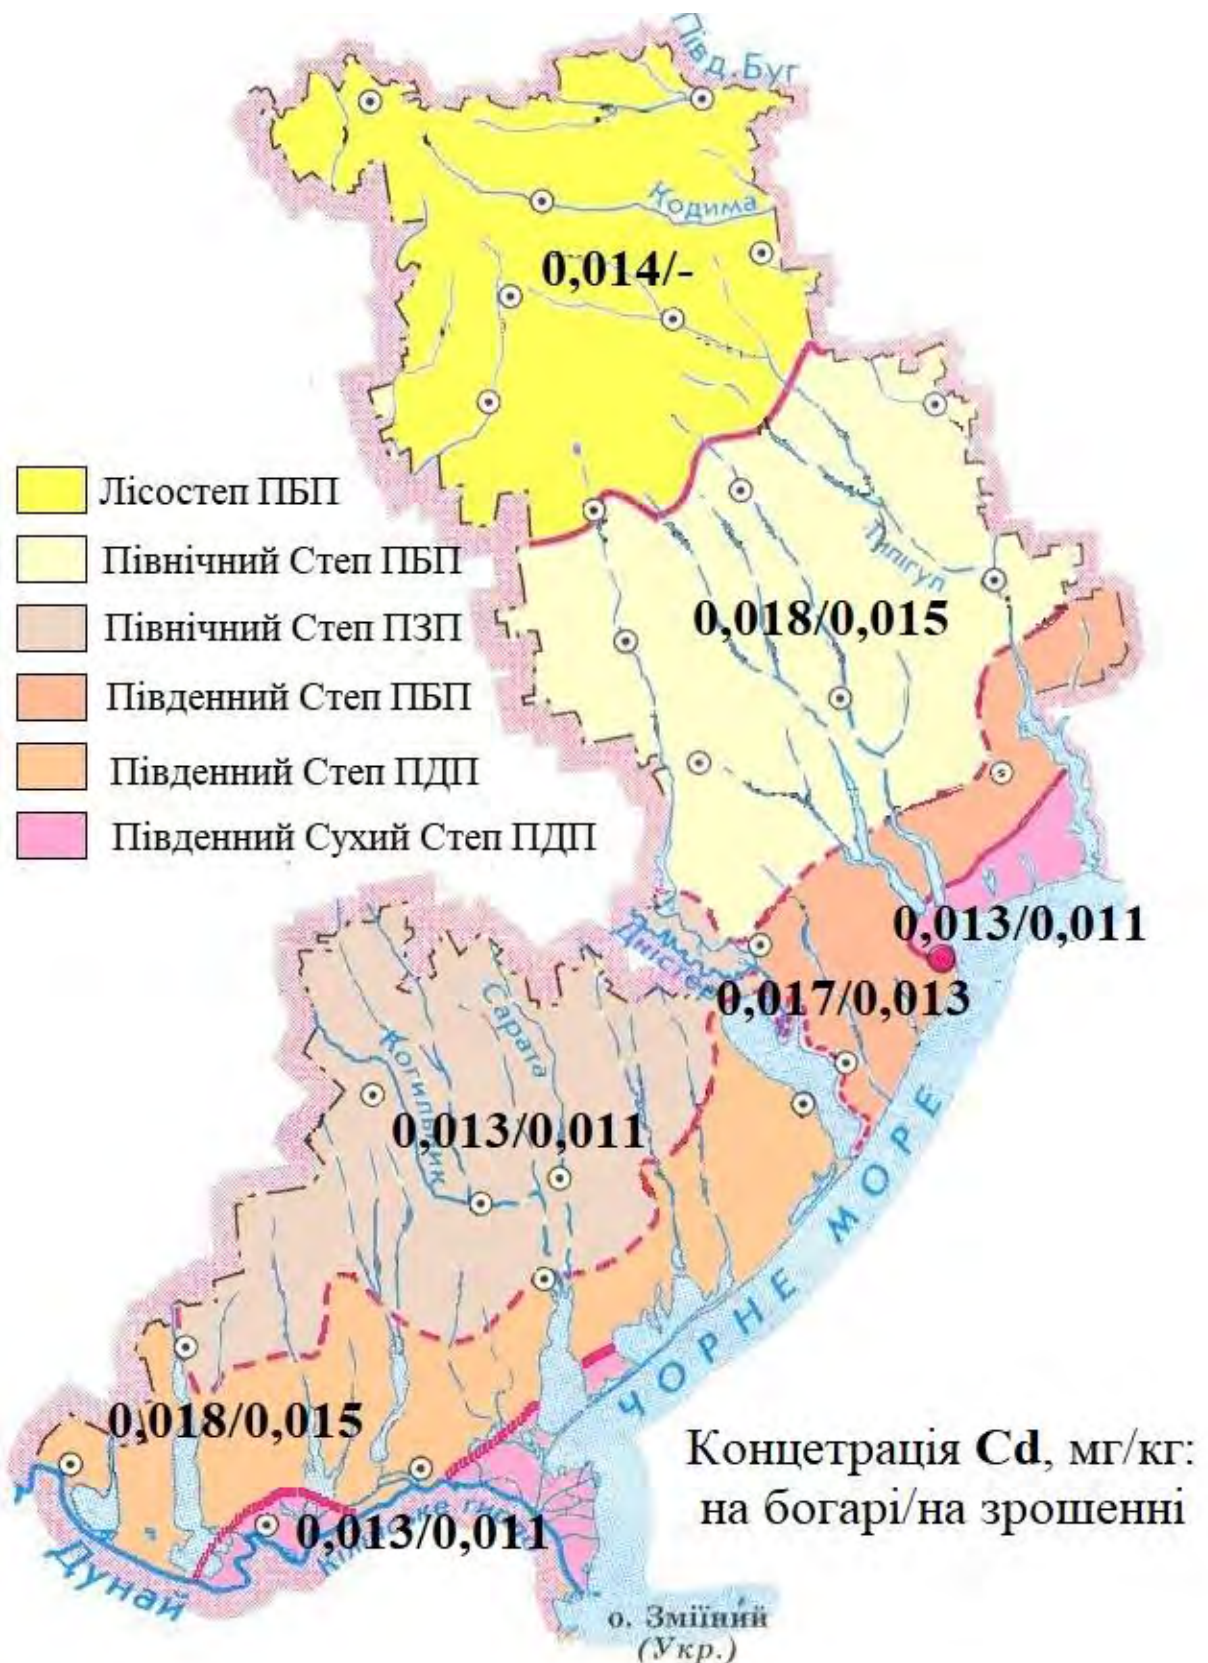 Півд. Буг
Кодима
0,014/-
Лісостеп ПБП
Північний Степ ПБП
Північний Степ ПЗП
Південний Степ ПБП
Південний Степ ПДП
Південний Сухий Степ ПДП
Тилігул
0,018/0,015
0,013/0,011
Дністер
0,017/0,013
Сарата
Когильник
0,013/0,011
ЧОРНЕ МОРЕ
0,018/0,015
Концетрація Cd, мг/кг:
на богарі/на зрошенні
0,013/0,011
Дунай
о. Зміїний
(Укр.)